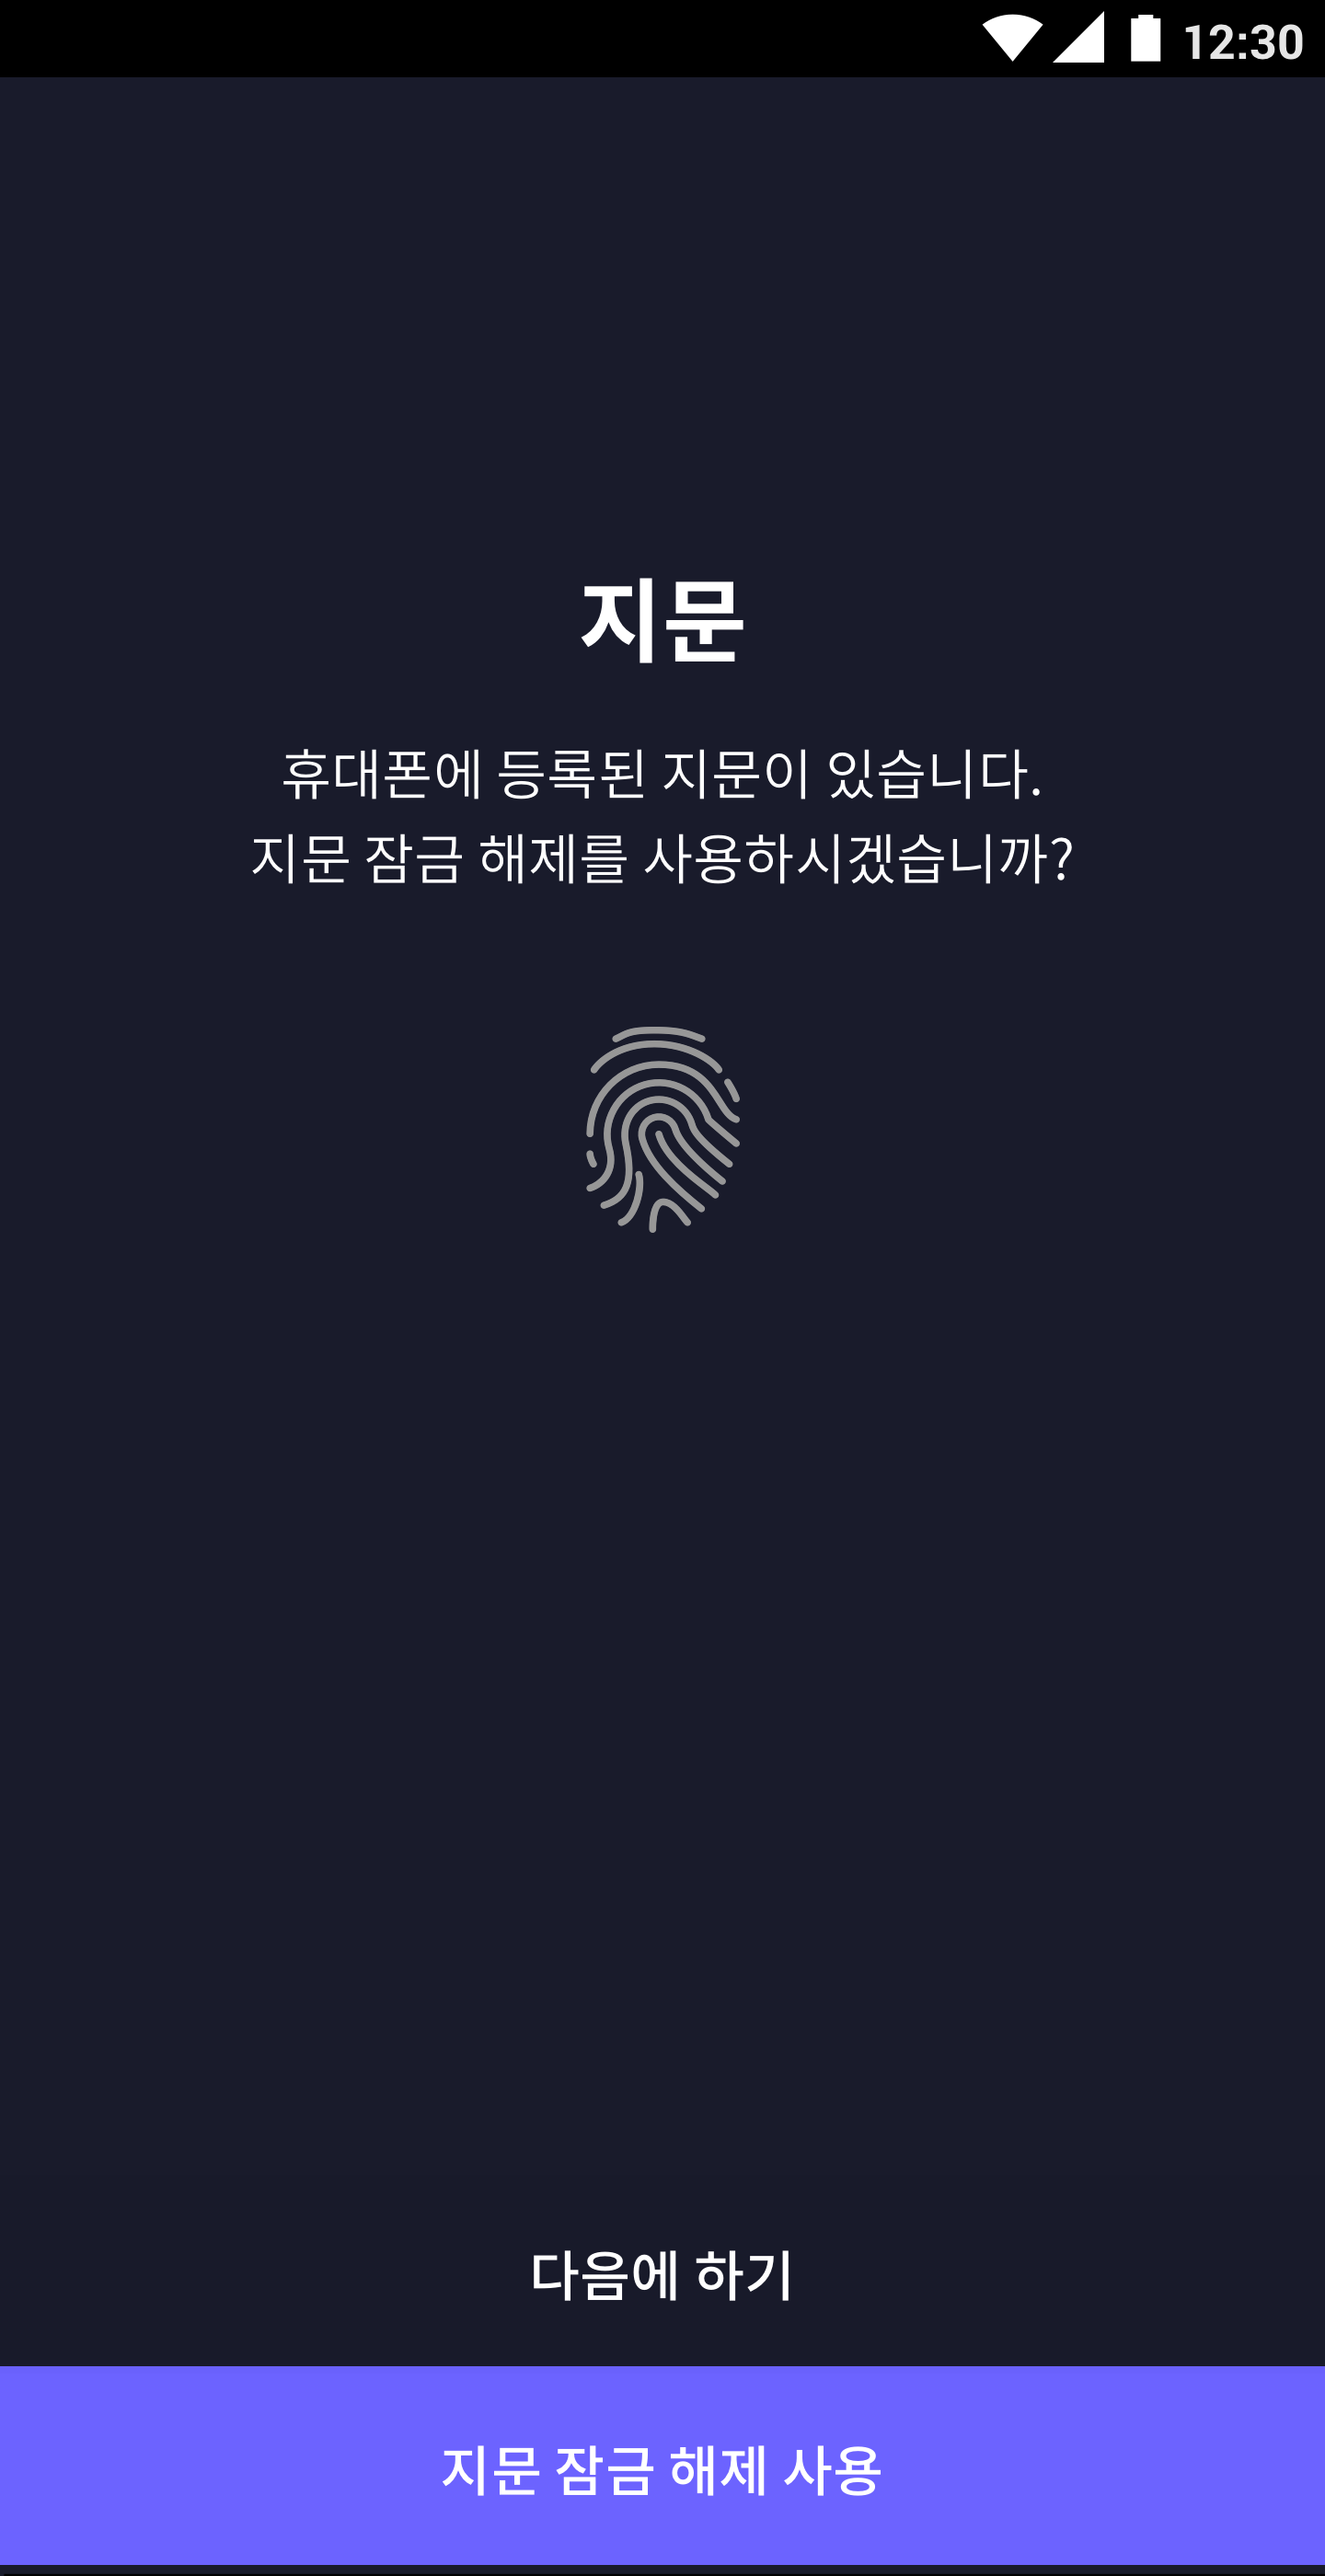 12:30
지문
휴대폰에 등록된 지문이 있습니다.
지문 잠금 해제를 사용하시겠습니까?
다음에 하기
지문 잠금 해제 사용